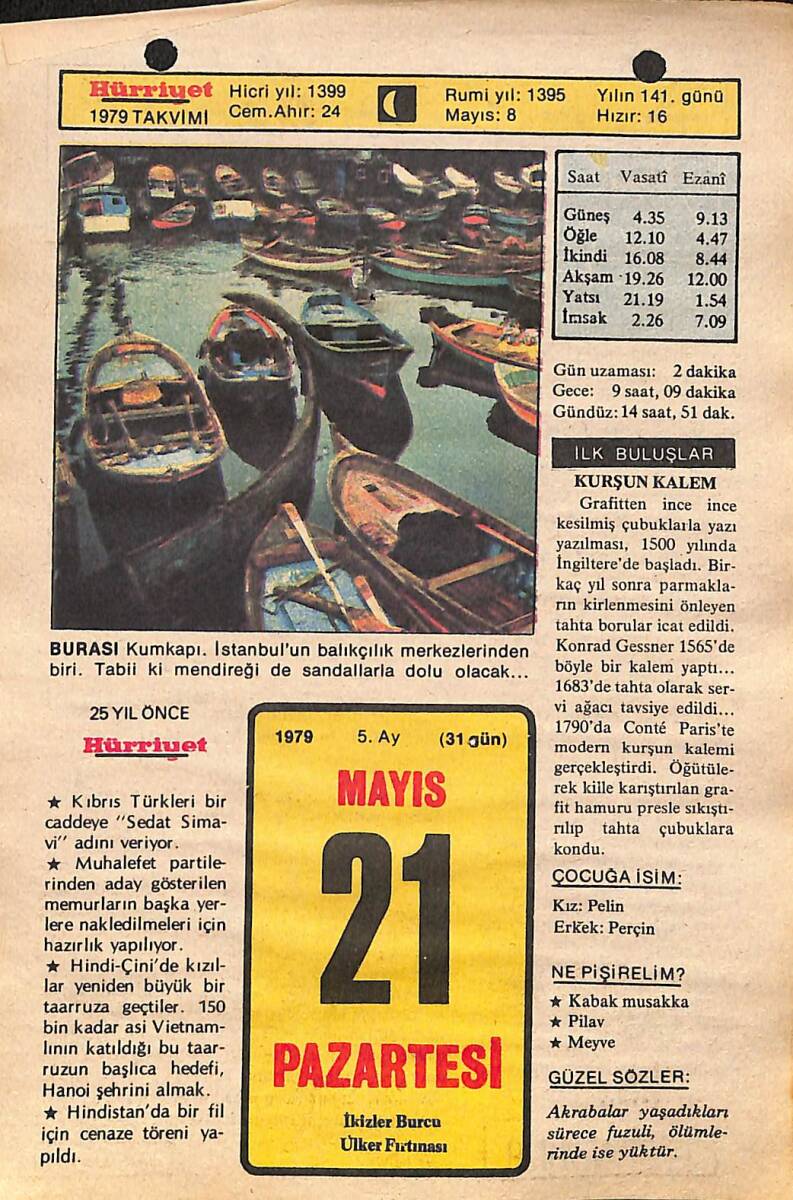 Hürriyet
1979 TAKVİMİ
Hicri yıl: 1399
Cem.Ahır: 24
Rumi yıl: 1395
Mayıs: 8
Yılın 141. günü
Hızır: 16
Saat Vasatî Ezanî
Güneş 4.35 9.13
Öğle 12.10 4.47
İkindi 16.08 8.44
Akşam 19.26 12.00
Yatsı 21.19 1.54
İmsak 2.26 7.09
Gün uzaması: 2 dakika
Gece: 9 saat, 09 dakika
Gündüz: 14 saat, 51 dak.
BURASI Kumkapı. İstanbul'un balıkçılık merkezlerinden
biri. Tabii ki mendireği de sandallarla dolu olacak...
İLK BULUŞLAR
KURŞUN KALEM
Grafitten ince ince
kesilmiş çubuklarla yazı
yazılması, 1500 yılında
İngiltere'de başladı. Bir-
kaç yıl sonra parmakla-
rın kirlenmesini önleyen
tahta borular icat edildi.
Konrad Gessner 1565'de
böyle bir kalem yaptı...
1683'de tahta olarak ser-
vi ağacı tavsiye edildi...
1790'da Conté Paris'te
modern kurşun kalemi
gerçekleştirdi. Öğütüle-
rek kille karıştırılan gra-
fit hamuru presle sıkıştı-
rılıp tahta çubuklara
kondu.
ÇOCUĞA İSİM:
Kız: Pelin
Erkek: Perçin
NE PİŞİRELİM?
★ Kabak musakka
★ Pilav
★ Meyve
GÜZEL SÖZLER:
Akrabalar yaşadıkları
sürece fuzuli, ölümle-
rinde ise yüktür.
25 YIL ÖNCE
Hürriyet
★ Kıbrıs Türkleri bir
caddeye "Sedat Sima-
vi" adını veriyor.
★ Muhalefet partile-
rinden aday gösterilen
memurların başka yer-
lere nakledilmeleri için
hazırlık yapılıyor.
★ Hindi-Çini'de kızıl-
lar yeniden büyük bir
taarruza geçtiler. 150
bin kadar asi Vietnam-
lının katıldığı bu taar-
ruzun başlıca hedefi,
Hanoi şehrini almak.
★ Hindistan'da bir fil
için cenaze töreni ya-
pıldı.
1979 5. Ay (31 gün)
MAYIS
21
PAZARTESİ
İkizler Burcu
Ülker Fırtınası